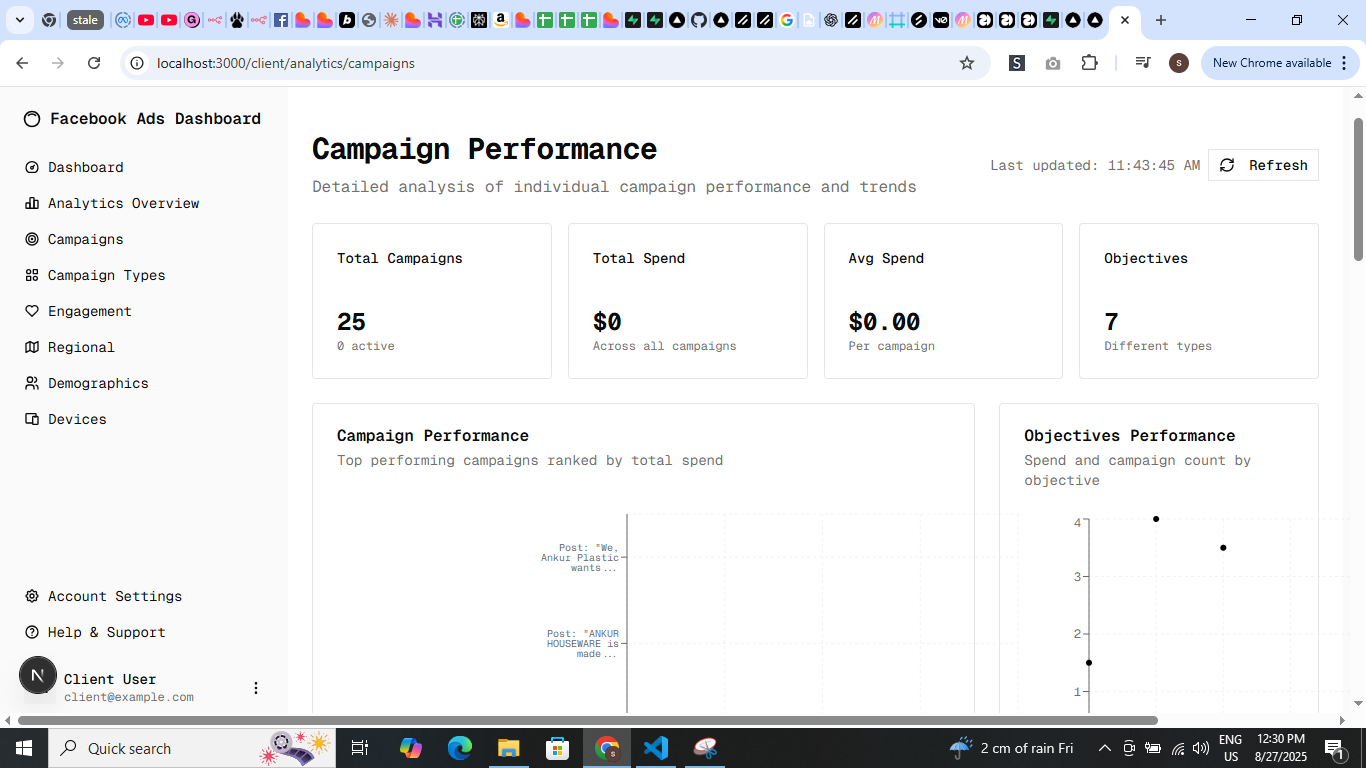 stale
localhost:3000/client/analytics/campaigns
S
s
New Chrome available
Facebook Ads Dashboard
Dashboard
Analytics Overview
Campaigns
Campaign Types
Engagement
Regional
Demographics
Devices
Account Settings
Help & Support
N
Client User
client@example.com
Campaign Performance
Detailed analysis of individual campaign performance and trends
Last updated: 11:43:45 AM
Refresh
Total Campaigns
25
0 active
Total Spend
$0
Across all campaigns
Avg Spend
$0.00
Per campaign
Objectives
7
Different types
Campaign Performance
Top performing campaigns ranked by total spend
Post: "We,
Ankur Plastic
wants...
Post: "ANKUR
HOUSEWARE is
made...
Objectives Performance
Spend and campaign count by
objective
4
3
2
1
Quick search
2 cm of rain Fri
ENG
US
12:30 PM
8/27/2025
1